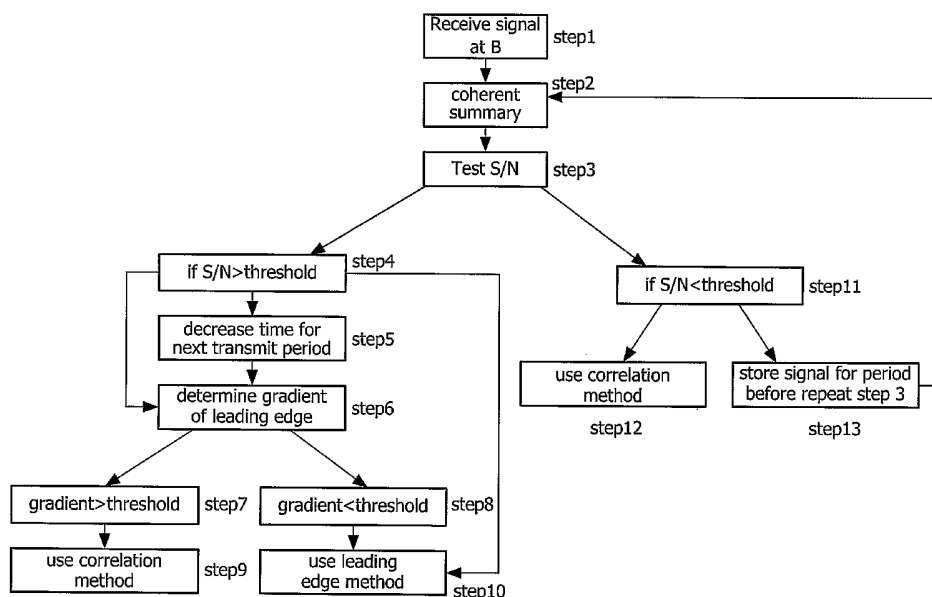 Receive signal
at B
step1
step2
coherent
summary
Test S/N
step3
if S/N>threshold
step4
decrease time for
next transmit period
step5
determine gradient
of leading edge
step6
gradient>threshold
step7
gradient<threshold
step8
use correlation
method
step9
use leading
edge method
step10
if S/N<threshold
step11
use correlation
method
step12
store signal for period
before repeat step 3
step13